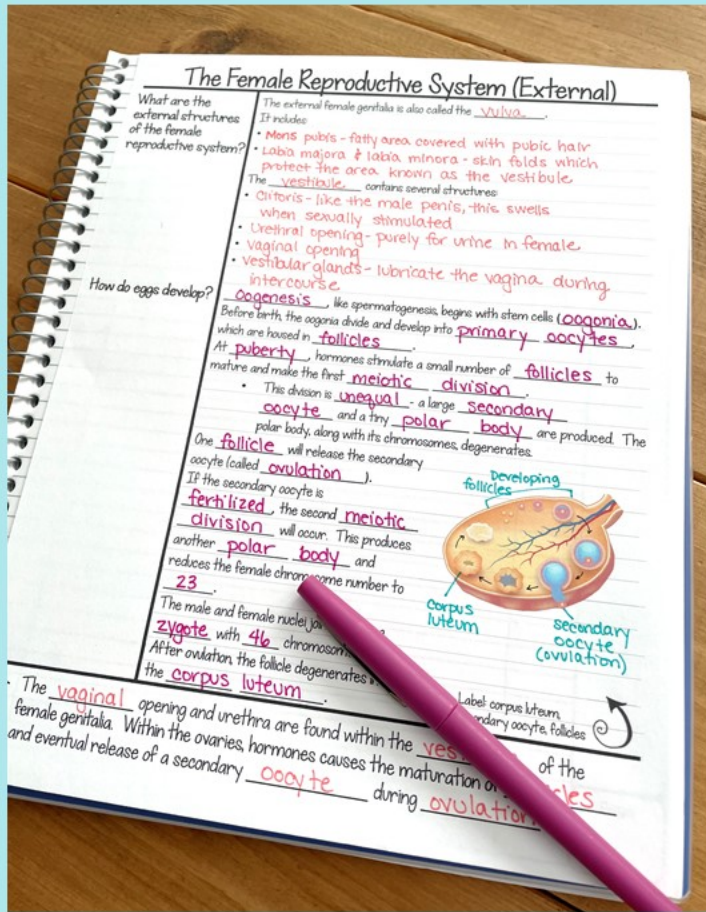 The Female Reproductive System (External)
What are the
external structures
of the female
reproductive system?
The external female genitalia is also called the vulva.
It includes
• Mons pubis - fatty area covered with pubic hair
• Labia majora & labia minora - skin folds which
protect the area known as the vestibule
The vestibule contains several structures:
• Clitoris - like the male penis, this swells
when sexually stimulated
• Urethral opening - purely for urine in female
• vaginal opening
• vestibular glands - lubricate the vagina during
intercourse
How do eggs develop?
Oogenesis, like spermatogenesis, begins with stem cells (oogonia).
Before birth, the oogonia divide and develop into primary oocytes,
which are housed in follicles.
At puberty, hormones stimulate a small number of follicles to
mature and make the first meiotic division.
• This division is unequal - a large secondary
oocyte and a tiny polar body are produced. The
polar body, along with its chromosomes, degenerates.
One follicle will release the secondary
oocyte (called ovulation).
If the secondary oocyte is
fertilized, the second meiotic
division will occur. This produces
another polar body and
reduces the female number to
23.
The male and female nuclei
zygote with 46
After ovulation, the follicle degenerates
the corpus luteum.
Developing
follicles
corpus
luteum
secondary
oocyte
(ovulation)
Label: corpus luteum,
oocyte, follicles
The vaginal opening and urethra are found within the of the
female genitalia. Within the ovaries, hormones causes the maturation
and eventual release of a secondary oocyte during ovulation